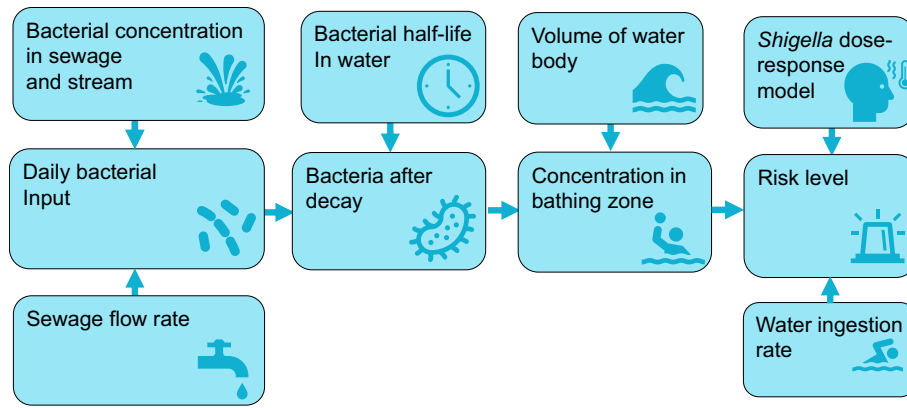 Bacterial concentration
in sewage
and stream
Bacterial half-life
In water
Volume of water
body
Shigella dose-
response
model
Daily bacterial
Input
Bacteria after
decay
Concentration in
bathing zone
Risk level
Sewage flow rate
Water ingestion
rate